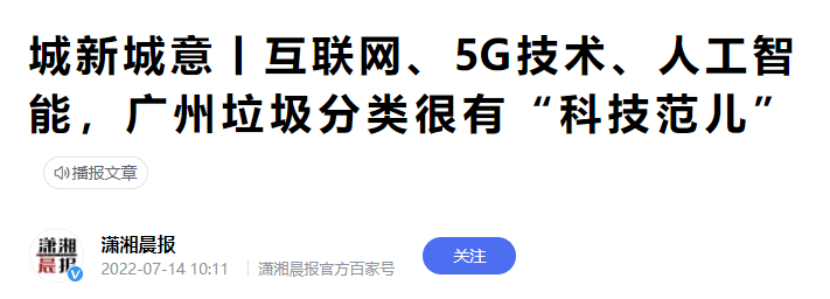 城新城意丨互联网、5G技术、人工智
能，广州垃圾分类很有“科技范儿”
播报文章
潇湘
晨报
潇湘晨报
2022-07-14 10:11
潇湘晨报官方百家号
关注